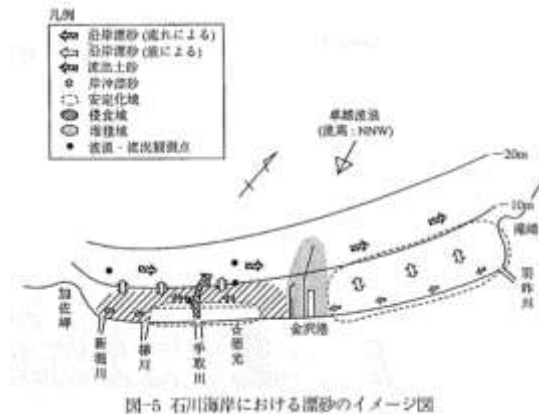 凡例
沿岸漂砂 (流れによる)
沿岸漂砂 (波による)
流出土砂
岸沖漂砂
安定化域
侵食域
堆積域
波浪・流況観測点
卓越波浪
(波高:NNW)
-20m
-10m
滝崎
羽咋川
加佐岬
新堀川
梯川
手取川
金沢港
図-5 石川海岸における漂砂のイメージ図